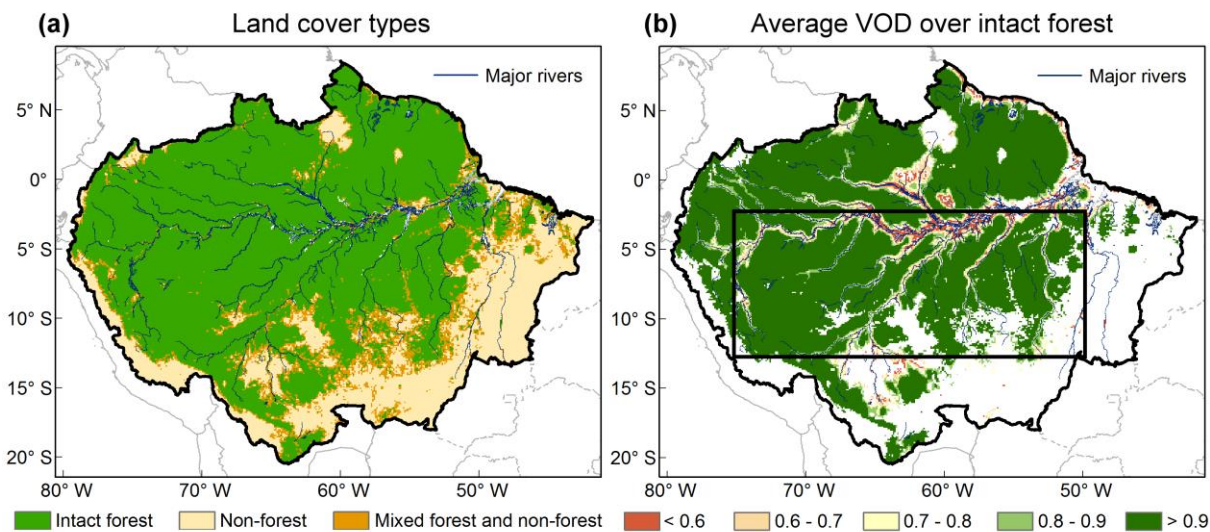 (a) Land cover types
Major rivers
5° N
0°
5° S
10° S
15° S
20° S
80° W 70° W 60° W 50° W
Intact forest Non-forest Mixed forest and non-forest
(b) Average VOD over intact forest
Major rivers
5° N
0°
5° S
10° S
15° S
20° S
80° W 70° W 60° W 50° W
< 0.6 0.6 - 0.7 0.7 - 0.8 0.8 - 0.9 > 0.9